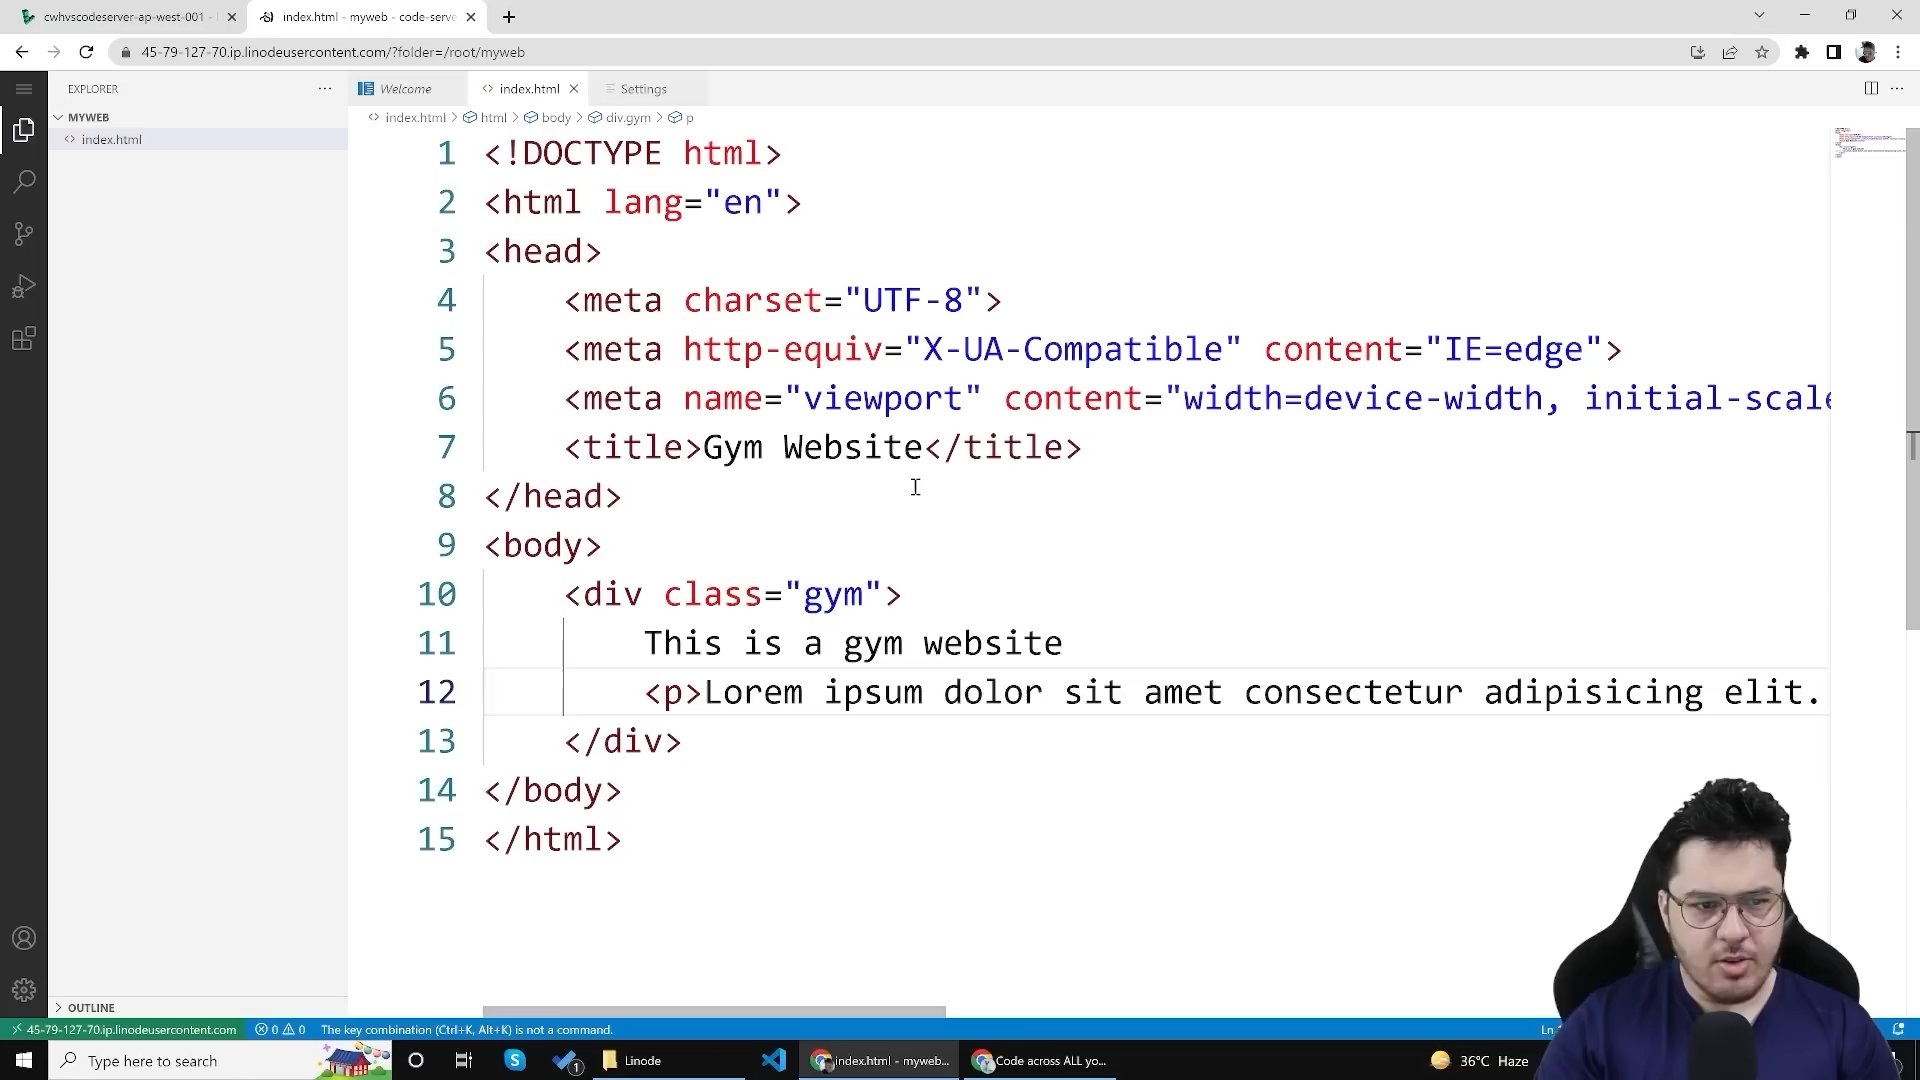 cwhvscodeserver-ap-west-001 -
index.html - myweb - code-serve
45-79-127-70.ip.linodeusercontent.com/?folder=/root/myweb
EXPLORER
Welcome
index.html
Settings
MYWEB
index.html
index.html > html > body > div.gym > p
1 <!DOCTYPE html>
2 <html lang="en">
3 <head>
4 <meta charset="UTF-8">
5 <meta http-equiv="X-UA-Compatible" content="IE=edge">
6 <meta name="viewport" content="width=device-width, initial-scale
7 <title>Gym Website</title>
8 </head>
9 <body>
10 <div class="gym">
11 This is a gym website
12 <p>Lorem ipsum dolor sit amet consectetur adipisicing elit.
13 </div>
14 </body>
15 </html>
OUTLINE
45-79-127-70.ip.linodeusercontent.com 0 0 The key combination (Ctrl+K, Alt+K) is not a command. Ln
Type here to search
1
Linode
index.html - myweb...
Code across ALL yo...
36°C Haze